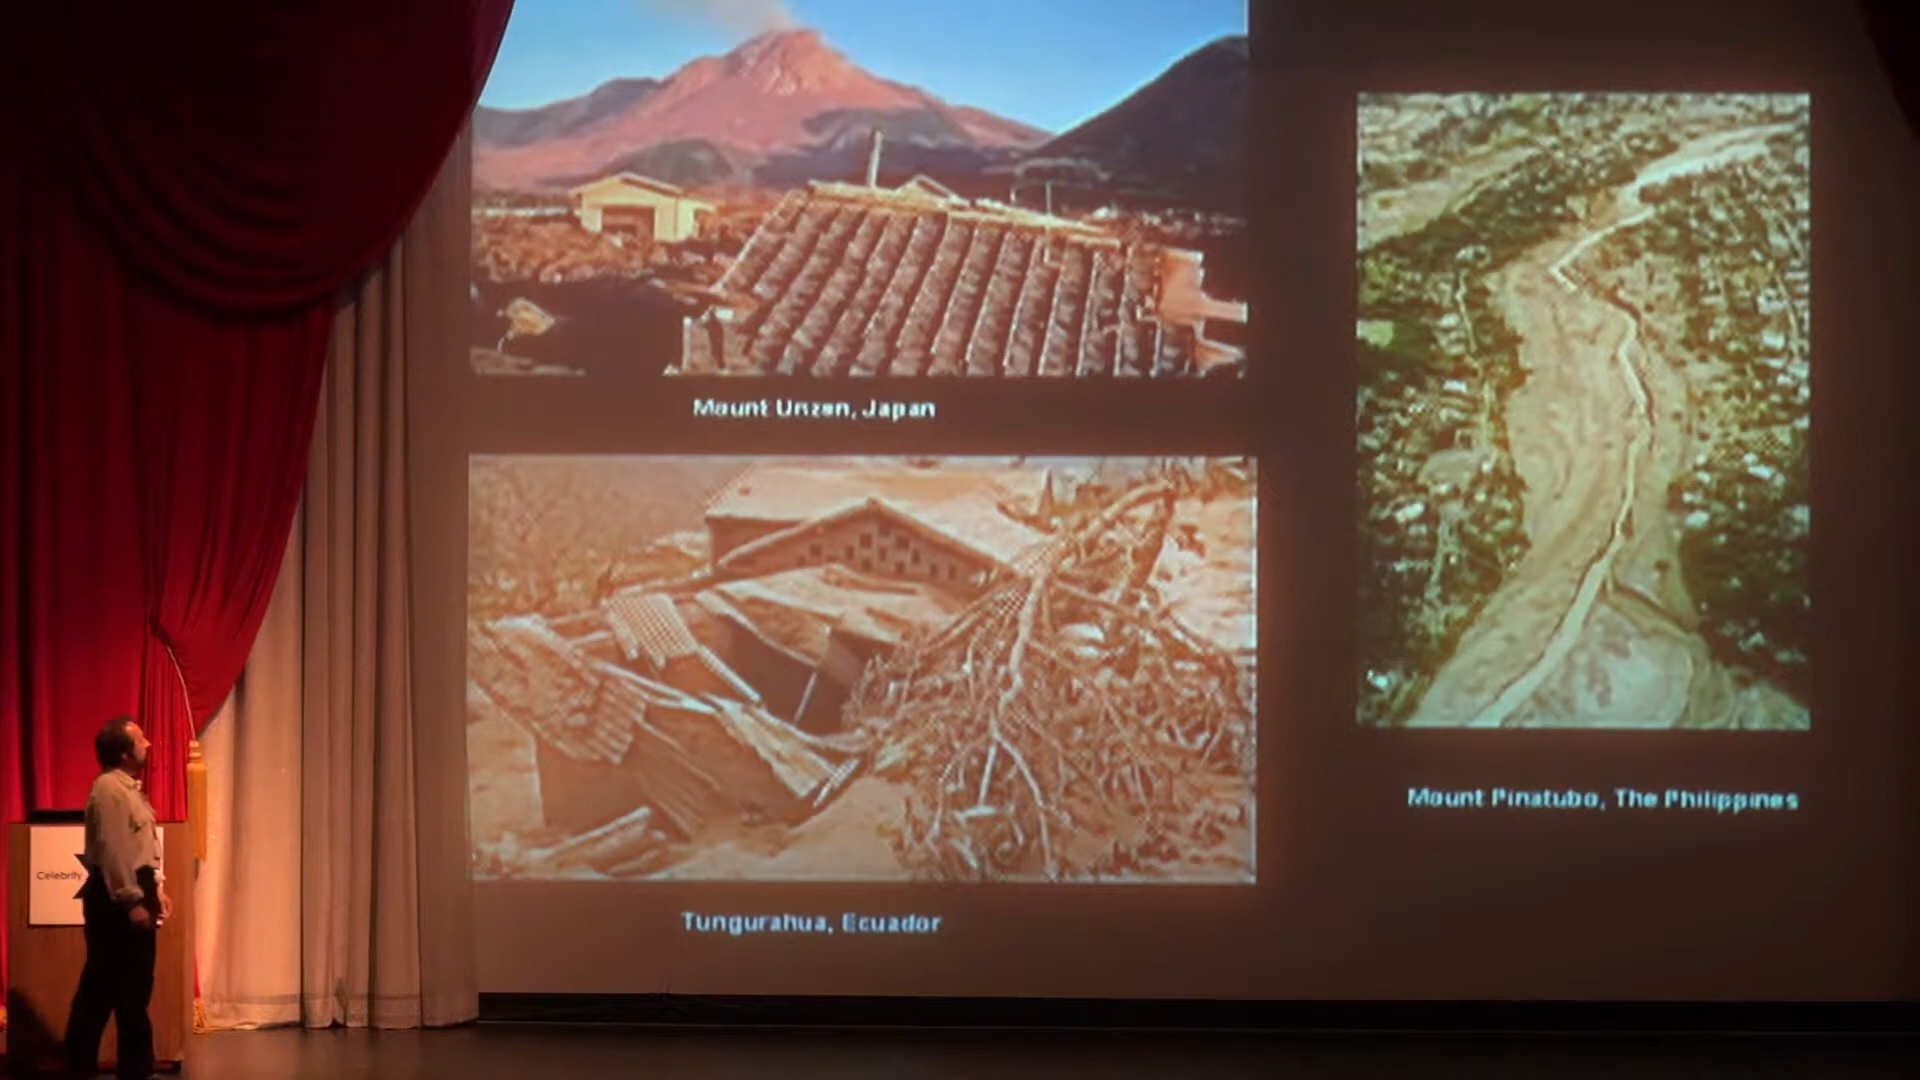 Mount Unzen, Japan
Mount Pinatubo, The Philippines
Tungurahua, Ecuador
Celebrity